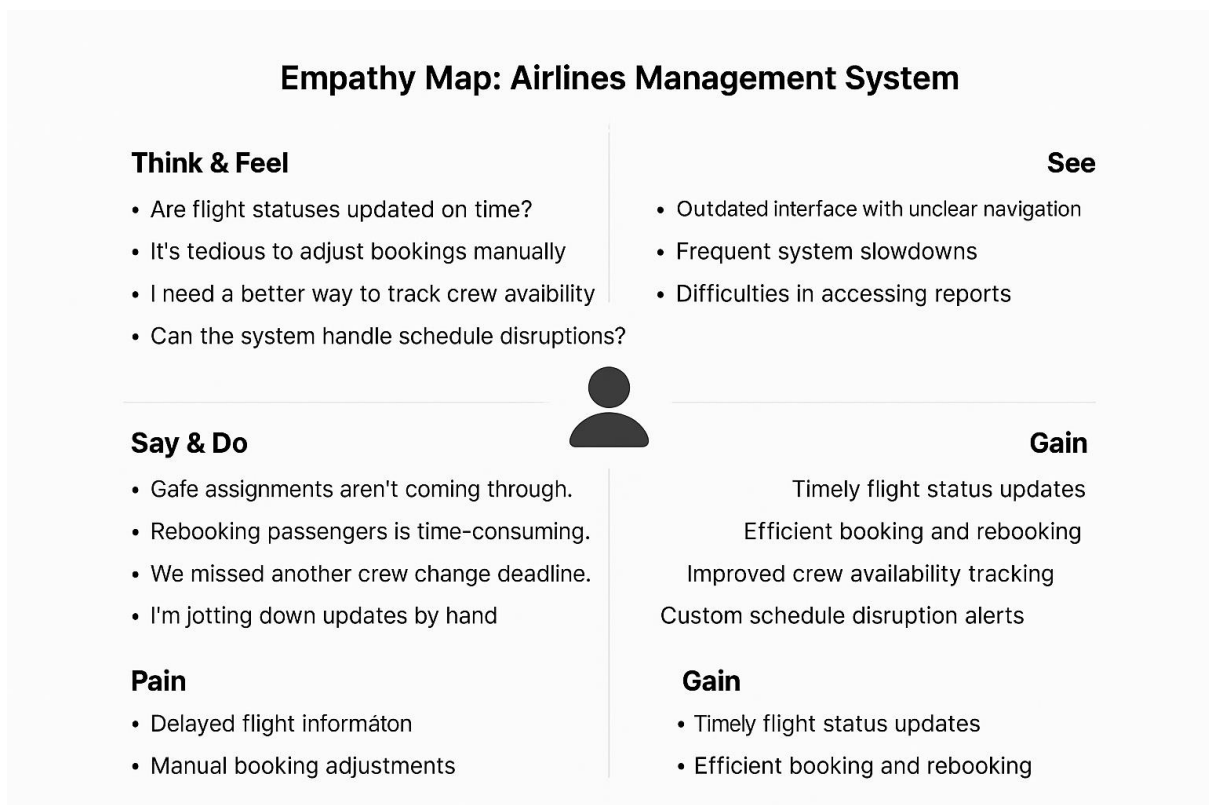 Empathy Map: Airlines Management System
Think & Feel
• Are flight statuses updated on time?
• It's tedious to adjust bookings manually
• I need a better way to track crew avaibility
• Can the system handle schedule disruptions?
See
• Outdated interface with unclear navigation
• Frequent system slowdowns
• Difficulties in accessing reports
Say & Do
• Gafe assignments aren't coming through.
• Rebooking passengers is time-consuming.
• We missed another crew change deadline.
• I'm jotting down updates by hand
Gain
Timely flight status updates
Efficient booking and rebooking
Improved crew availability tracking
Custom schedule disruption alerts
Pain
• Delayed flight informáton
• Manual booking adjustments
Gain
• Timely flight status updates
• Efficient booking and rebooking